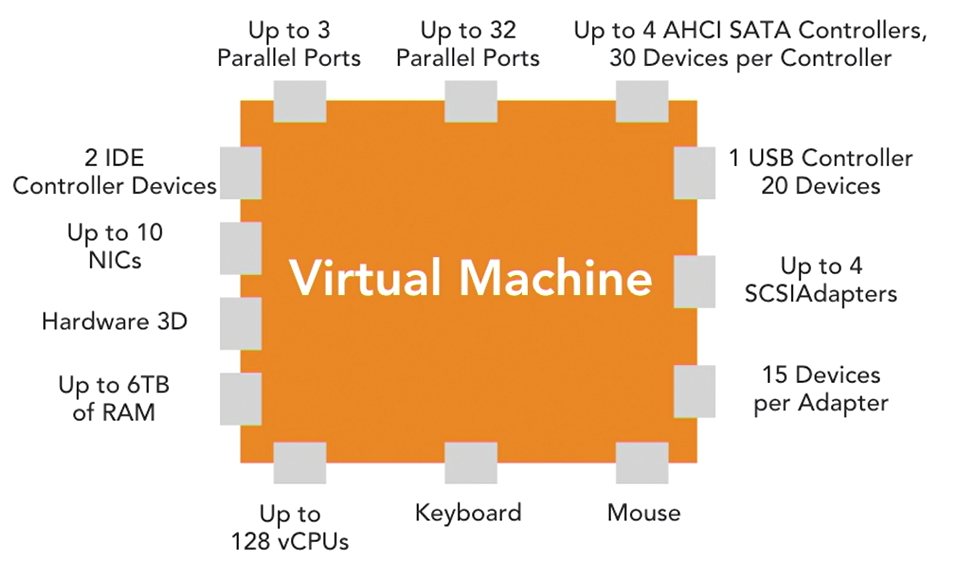 Up to 3
Parallel Ports
Up to 32
Parallel Ports
Up to 4 AHCI SATA Controllers,
30 Devices per Controller
2 IDE
Controller Devices
1 USB Controller
20 Devices
Up to 10
NICs
Virtual Machine
Up to 4
SCSIAdapters
Hardware 3D
Up to 6TB
of RAM
15 Devices
per Adapter
Up to
128 vCPUs
Keyboard
Mouse